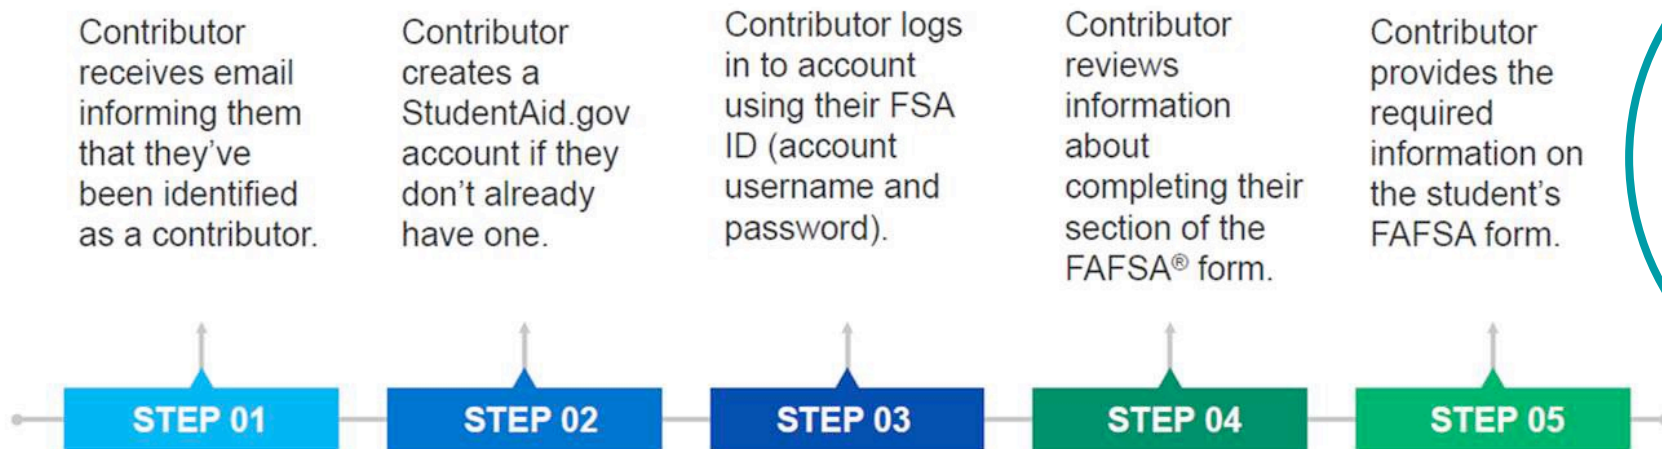 Contributor
receives email
informing them
that they've
been identified
as a contributor.
Contributor
creates a
StudentAid.gov
account if they
don't already
have one.
Contributor logs
in to account
using their FSA
ID (account
username and
password).
Contributor
reviews
information
about
completing their
section of the
FAFSA® form.
Contributor
provides the
required
information on
the student's
FAFSA form.
STEP 01
STEP 02
STEP 03
STEP 04
STEP 05